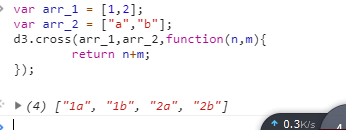 var arr_1 = [1,2];
var arr_2 = ["a","b"];
d3.cross(arr_1,arr_2,function(n,m){
        return n+m;
});
(4) ["1a", "1b", "2a", "2b"]
0.3K/s